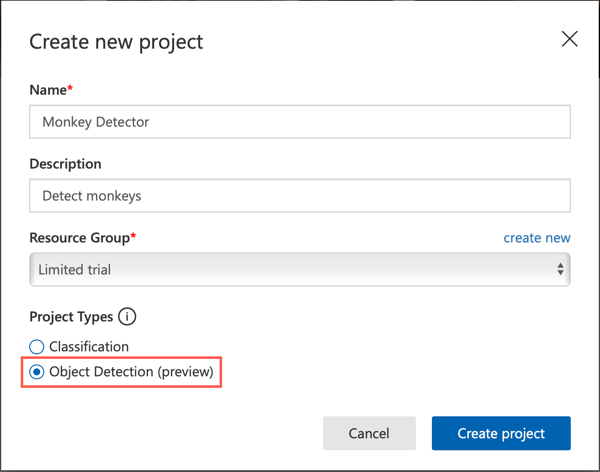 Create new project
Name*
Monkey Detector
Description
Detect monkeys
Resource Group* create new
Limited trial
Project Types
Classification
Object Detection (preview)
Cancel Create project